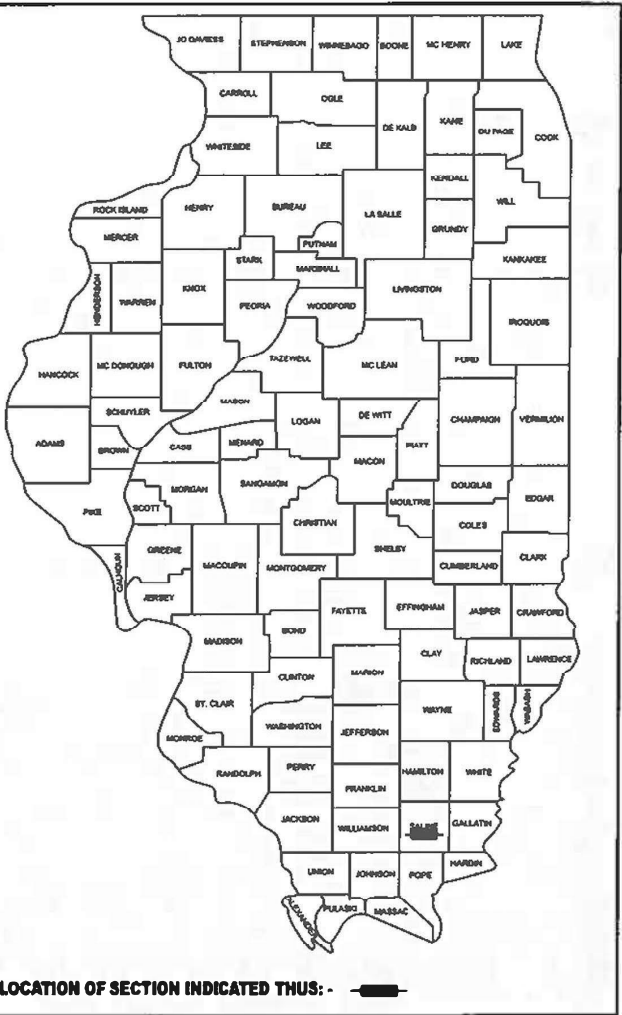 JO DAVIESS STEPHENSON WINNEBAGO BOONE MC HENRY LAKE
CARROLL OGLE DE KALB KANE DU PAGE COOK
WHITESIDE LEE
KENDALL WILL
ROCK ISLAND HENRY BUREAU LA SALLE GRUNDY
MERCER PUTNAM KANKAKEE
STARK MARSHALL
HENDERSON WARREN KNOX PEORIA WOODFORD LIVINGSTON IROQUOIS
HANCOCK MC DONOUGH FULTON TAZEWELL MC LEAN FORD
MASON
SCHUYLER LOGAN DE WITT CHAMPAIGN VERMILION
ADAMS BROWN CASS MENARD PIATT
MACON
PIKE SCOTT MORGAN SANGAMON MOULTRIE DOUGLAS EDGAR
CHRISTIAN COLES
CALHOUN GREENE MACOUPIN MONTGOMERY SHELBY CUMBERLAND CLARK
JERSEY FAYETTE EFFINGHAM JASPER CRAWFORD
MADISON BOND CLAY RICHLAND LAWRENCE
CLINTON MARION
ST. CLAIR WASHINGTON JEFFERSON WAYNE EDWARDS WABASH
MONROE
RANDOLPH PERRY HAMILTON WHITE
FRANKLIN
JACKSON WILLIAMSON SALINE GALLATIN
UNION JOHNSON POPE HARDIN
ALEXANDER PULASKI MASSAC
LOCATION OF SECTION INDICATED THUS: -